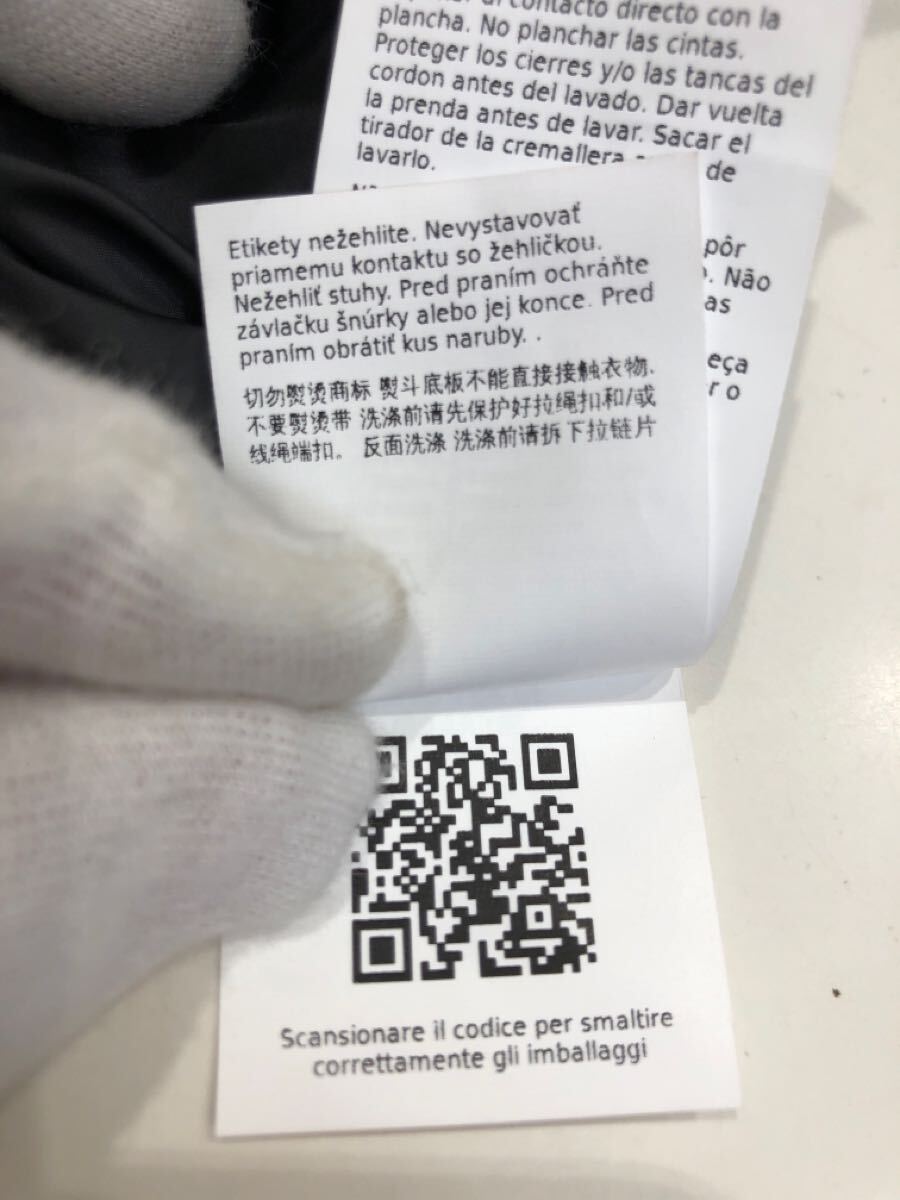 contacto directo con la
plancha. No planchar las cintas.
Proteger los cierres y/o las tancas del
cordon antes del lavado. Dar vuelta
la prenda antes de lavar. Sacar el
tirador de la cremallera de
lavarlo.
pôr
. Não
as
eça
r o
Etikety nežehlite. Nevystavovať
priamemu kontaktu so žehličkou.
Nežehliť stuhy. Pred praním ochráňte
závlačku šnúrky alebo jej konce. Pred
praním obrátiť kus naruby. .
切勿熨烫商标 熨斗底板不能直接接触衣物.
不要熨烫带 洗涤前请先保护好拉绳扣和/或
线绳端扣。 反面洗涤 洗涤前请拆下拉链片
Scansionare il codice per smaltire
correttamente gli imballaggi